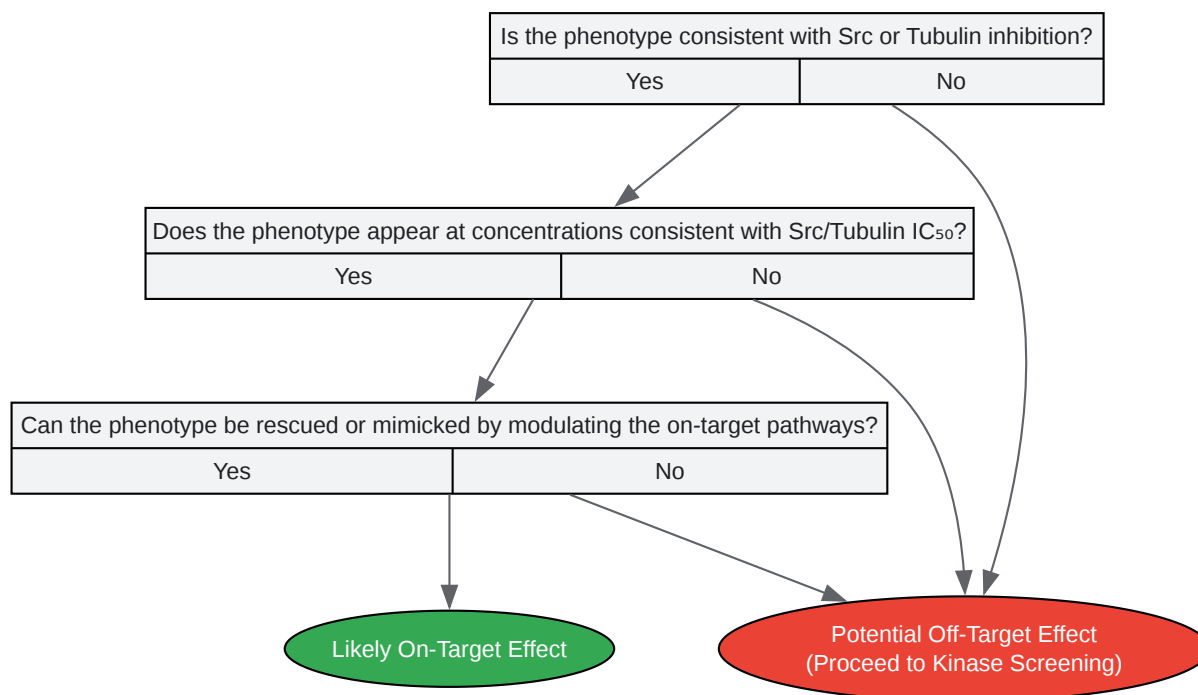 Is the phenotype consistent with Src or Tubulin inhibition?
Yes
No
Does the phenotype appear at concentrations consistent with Src/Tubulin IC₅₀?
Yes
No
Can the phenotype be rescued or mimicked by modulating the on-target pathways?
Yes
No
Likely On-Target Effect
Potential Off-Target Effect
(Proceed to Kinase Screening)